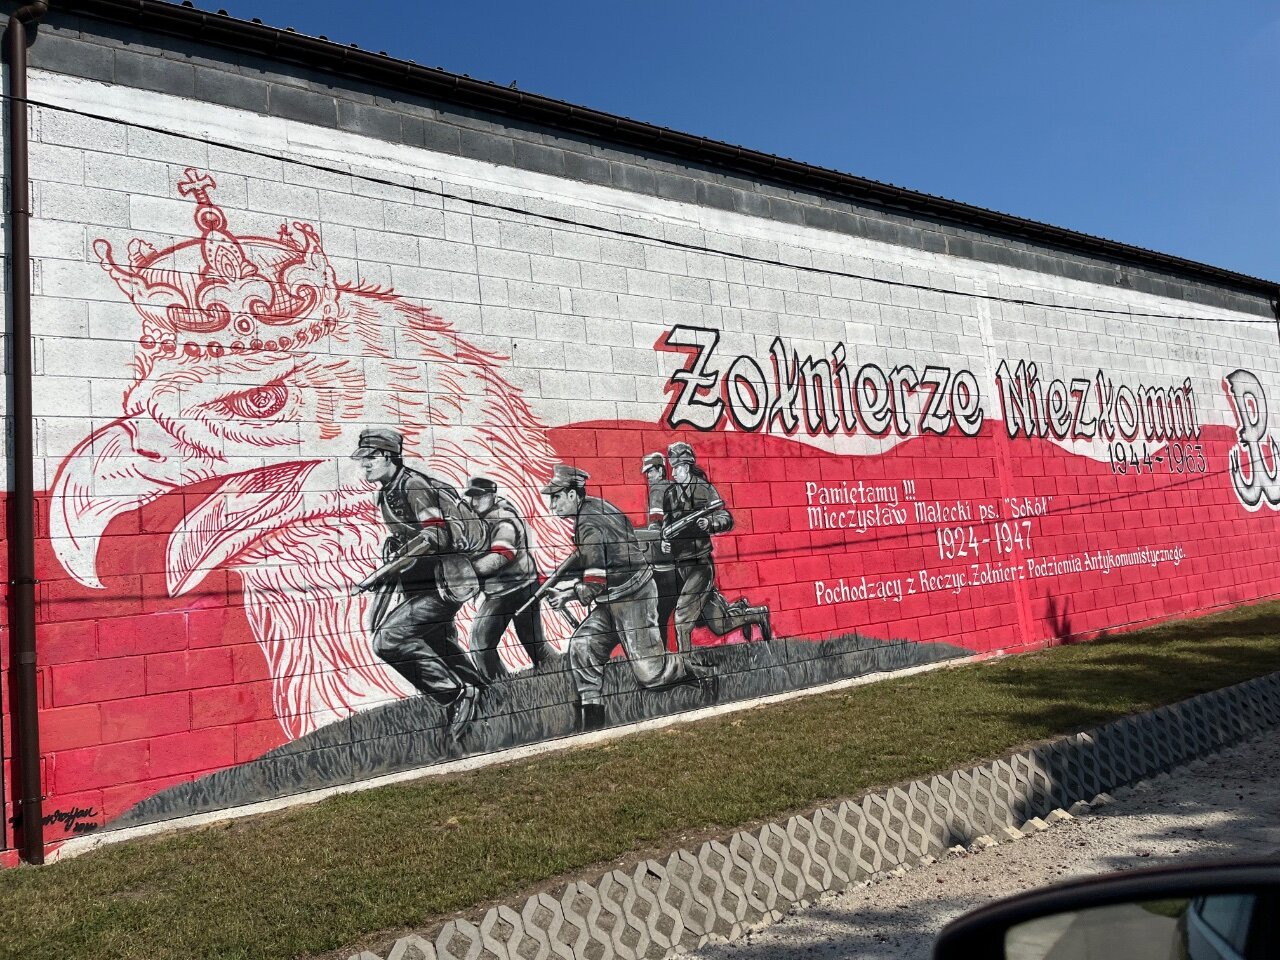 Żołnierze Niezłomni
1944-1963
Pamiętamy !!!
Mieczysław Małecki ps. "Sokół"
1924-1947
Pochodzący z Reczyc. Żołnierz Podziemia Antykomunistycznego.